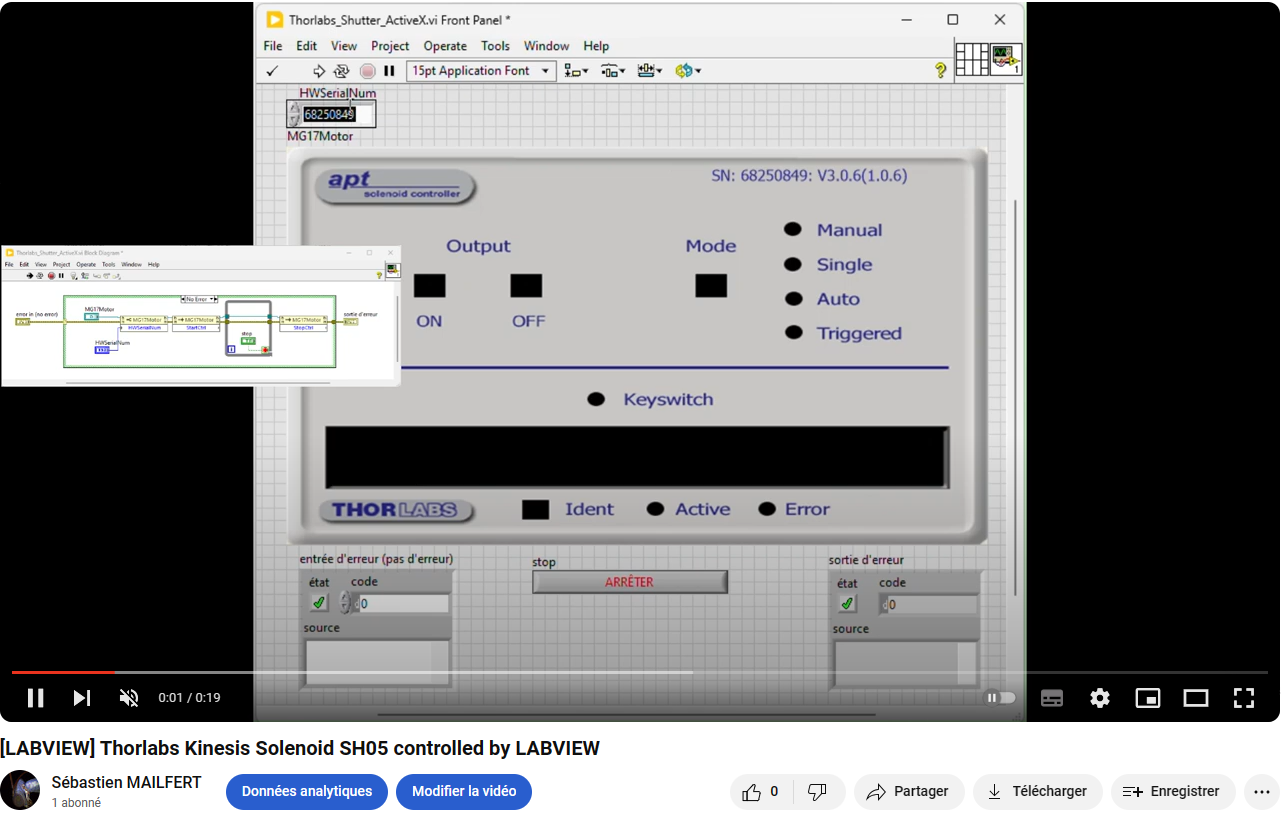 Thorlabs_Shutter_ActiveX.vi Front Panel *
File Edit View Project Operate Tools Window Help
15pt Application Font
1
HWSerialNum
68250849
MG17Motor
apt
solenoid controller
SN: 68250849: V3.0.6(1.0.6)
Output
Mode
Manual
Single
Auto
Triggered
ON
OFF
Keyswitch
THORLABS
Ident
Active
Error
Thorlabs_Shutter_ActiveX.vi Block Diagram *
File Edit View Project Operate Tools Window Help
No Error
error in (no error)
MG17Motor
MG17Motor
MG17Motor
MG17Motor
sortie d'erreur
HWSerialNum
StartCtrl
StopCtrl
stop
HWSerialNum
entrée d'erreur (pas d'erreur)
état code
0
source
stop
ARRÊTER
sortie d'erreur
état code
0
source
0:01 / 0:19
[LABVIEW] Thorlabs Kinesis Solenoid SH05 controlled by LABVIEW
Sébastien MAILFERT
1 abonné
Données analytiques
Modifier la vidéo
0
Partager
Télécharger
Enregistrer